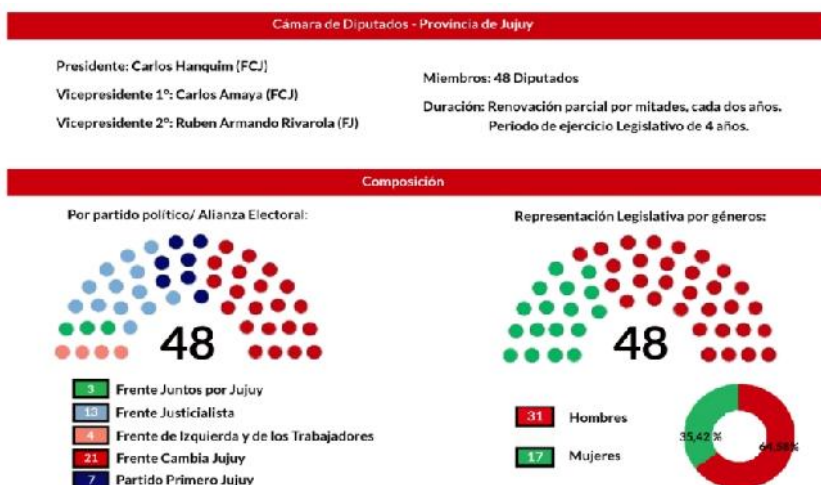 Cámara de Diputados - Provincia de Jujuy
Presidente: Carlos Hanquim (FCJ)
Vicepresidente 1°: Carlos Amaya (FCJ)
Vicepresidente 2°: Ruben Armando Rivarola (FJ)
Miembros: 48 Diputados
Duración: Renovación parcial por mitades, cada dos años.
Periodo de ejercicio Legislativo de 4 años.
Composición
Por partido político/ Alianza Electoral:
48
3 Frente Juntos por Jujuy
13 Frente Justicialista
4 Frente de Izquierda y de los Trabajadores
21 Frente Cambia Jujuy
7 Partido Primero Jujuy
Representación Legislativa por géneros:
48
31 Hombres
17 Mujeres
35,42 %
64,58%